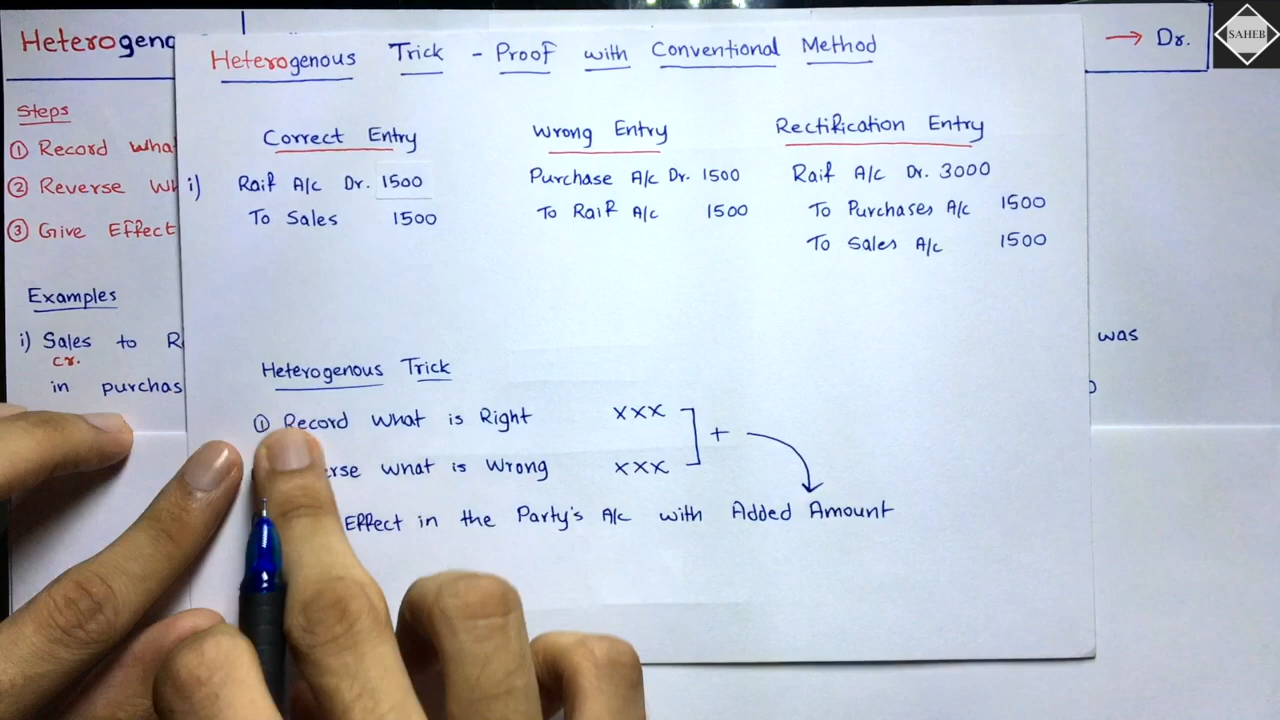 Heterogeno
→ Dr.
SAHEB
Heterogenous Trick - Proof with Conventional Method
Steps
① Record what
② Reverse wh
③ Give Effect
Correct Entry
i) Raif A/c Dr. 1500
To Sales 1500
Wrong Entry
Purchase A/c Dr. 1500
To Raif A/c 1500
Rectification Entry
Raif A/c Dr. 3000
To Purchases A/c 1500
To Sales A/c 1500
Examples
i) Sales to R
cr.
in purchas
was
Heterogenous Trick
① Record what is Right xxx
erse what is Wrong xxx
+
Effect in the Party's A/c with Added Amount